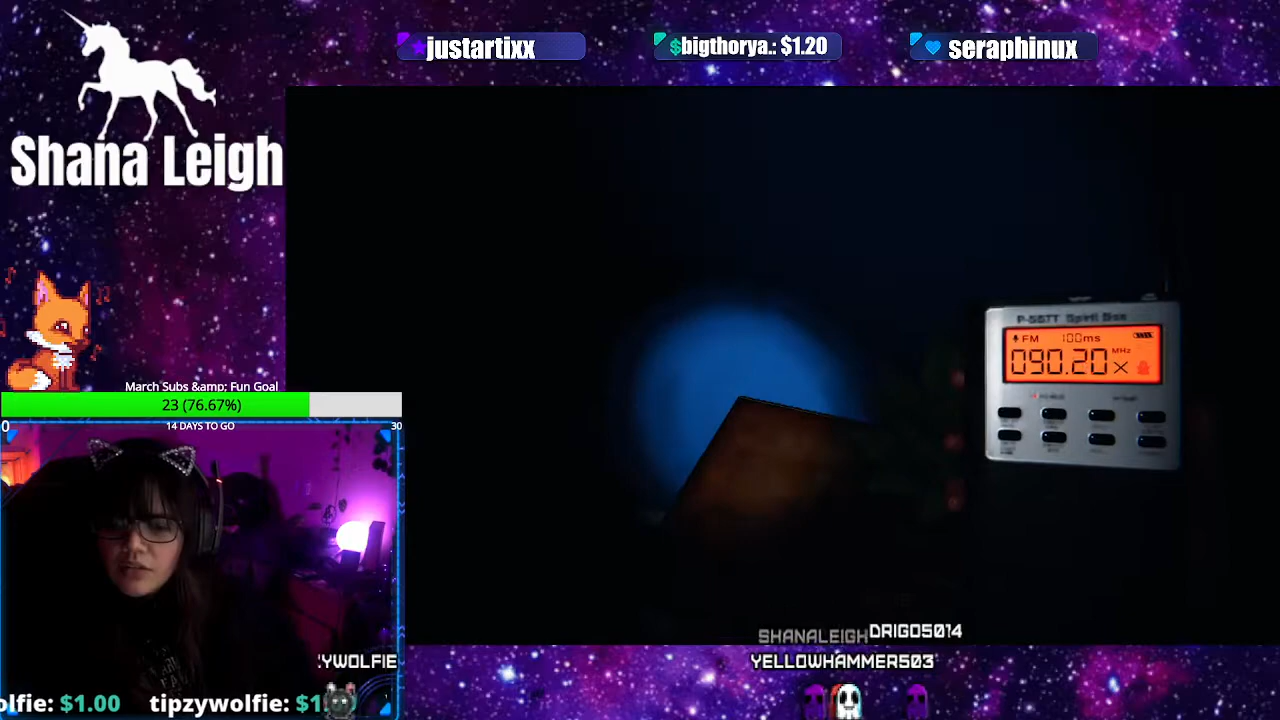 justartixx
$bigthorya.: $1.20
seraphinux
Shana Leigh
P-SB7T Spirit Box
FM 100ms
090.20 MHz X
March Subs &amp; Fun Goal
23 (76.67%)
0 14 DAYS TO GO 30
SHANALEIGH DRIGO5014
:YWOLFIE YELLOWHAMMER503
olfie: $1.00 tipzywolfie: $1.